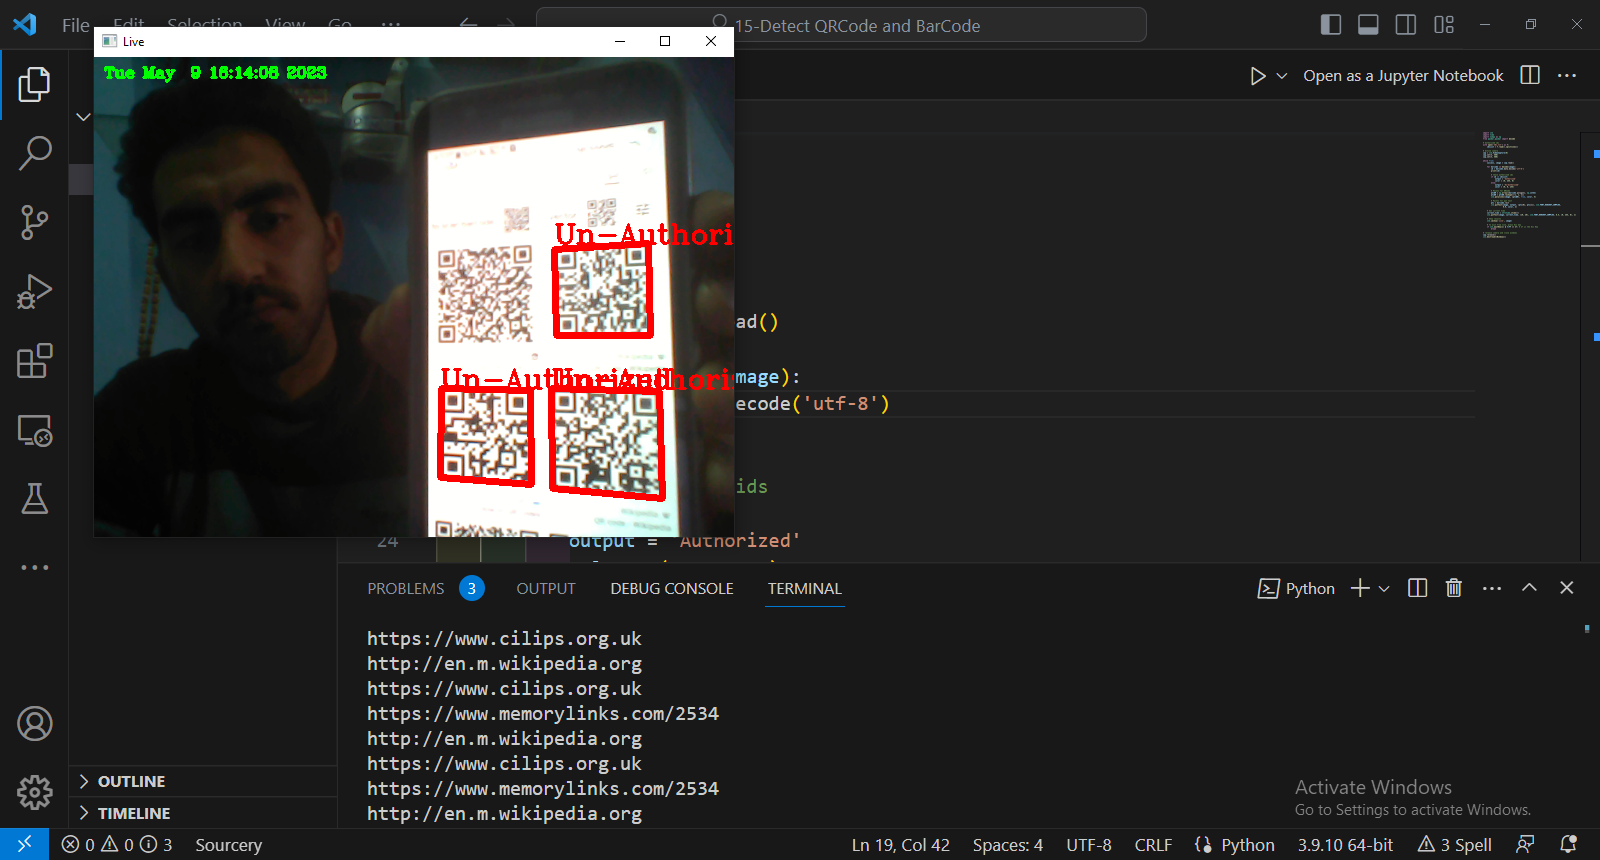 File Edit Selection View Go ...
15-Detect QRCode and BarCode
Live
Tue May 9 16:14:06 2023
Open as a Jupyter Notebook
Un-Authori
Un-Authorized
Un-Authori
ad()
mage):
ecode('utf-8')
ids
24 output = 'Authorized'
PROBLEMS 3 OUTPUT DEBUG CONSOLE TERMINAL
Python
https://www.cilips.org.uk
http://en.m.wikipedia.org
https://www.cilips.org.uk
https://www.memorylinks.com/2534
http://en.m.wikipedia.org
https://www.cilips.org.uk
https://www.memorylinks.com/2534
http://en.m.wikipedia.org
OUTLINE
TIMELINE
Activate Windows
Go to Settings to activate Windows.
0 0 3 Sourcery
Ln 19, Col 42 Spaces: 4 UTF-8 CRLF Python 3.9.10 64-bit 3 Spell